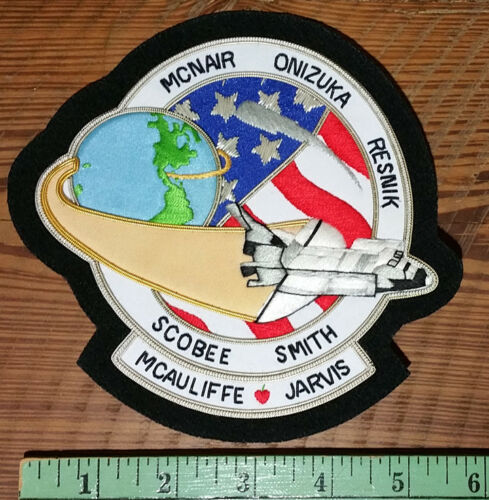 MCNAIR ONIZUKA RESNIK
SCOBEE SMITH
MCAULIFFE JARVIS
1 2 3 4 5 6